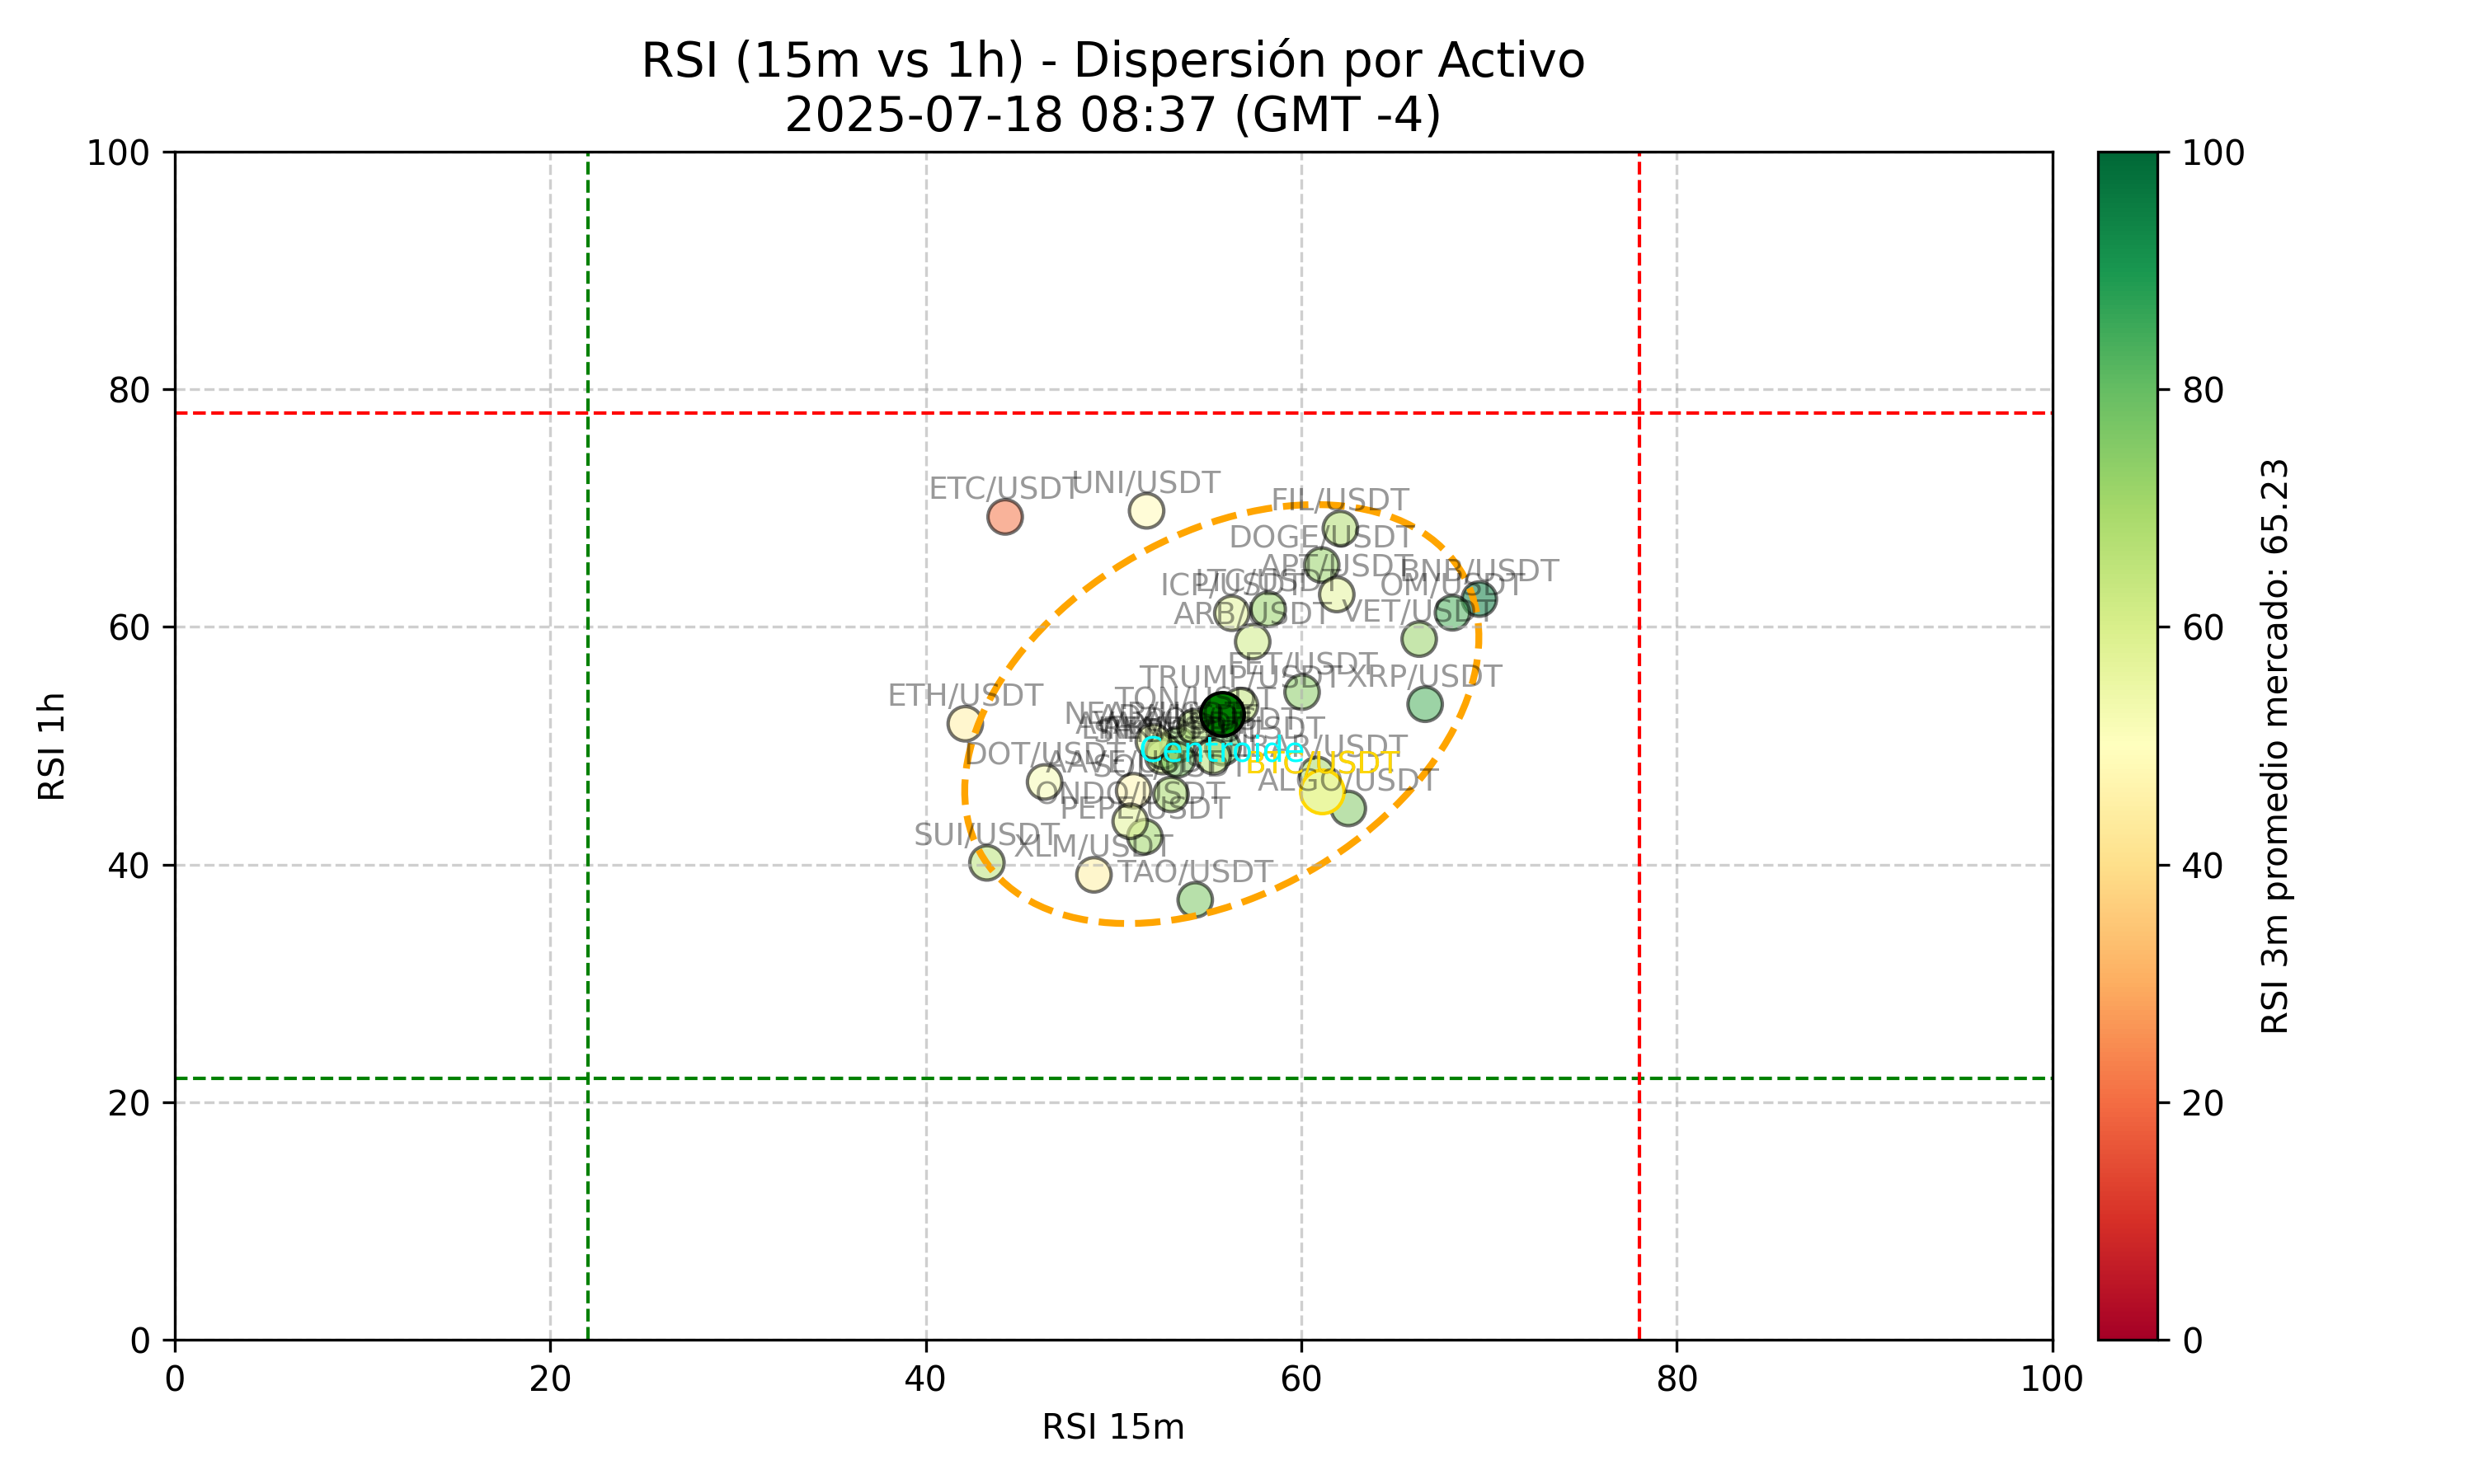 RSI (15m vs 1h) - Dispersión por Activo
2025-07-18 08:37 (GMT -4)
100
80
60
40
20
0
RSI 1h
0
20
40
60
80
100
RSI 15m
ETC/USDT
UNI/USDT
FIL/USDT
DOGE/USDT
APT/USDT
BNB/USDT
ICP/USDT
LTC/USDT
OM/USDT
ARB/USDT
VET/USDT
FET/USDT
TRUMP/USDT
XRP/USDT
ETH/USDT
TON/USDT
Centroide
DOT/USDT
BTC/USDT
ALGO/USDT
ONDO/USDT
PEPE/USDT
SUI/USDT
XLM/USDT
TAO/USDT
100
80
60
40
20
0
RSI 3m promedio mercado: 65.23